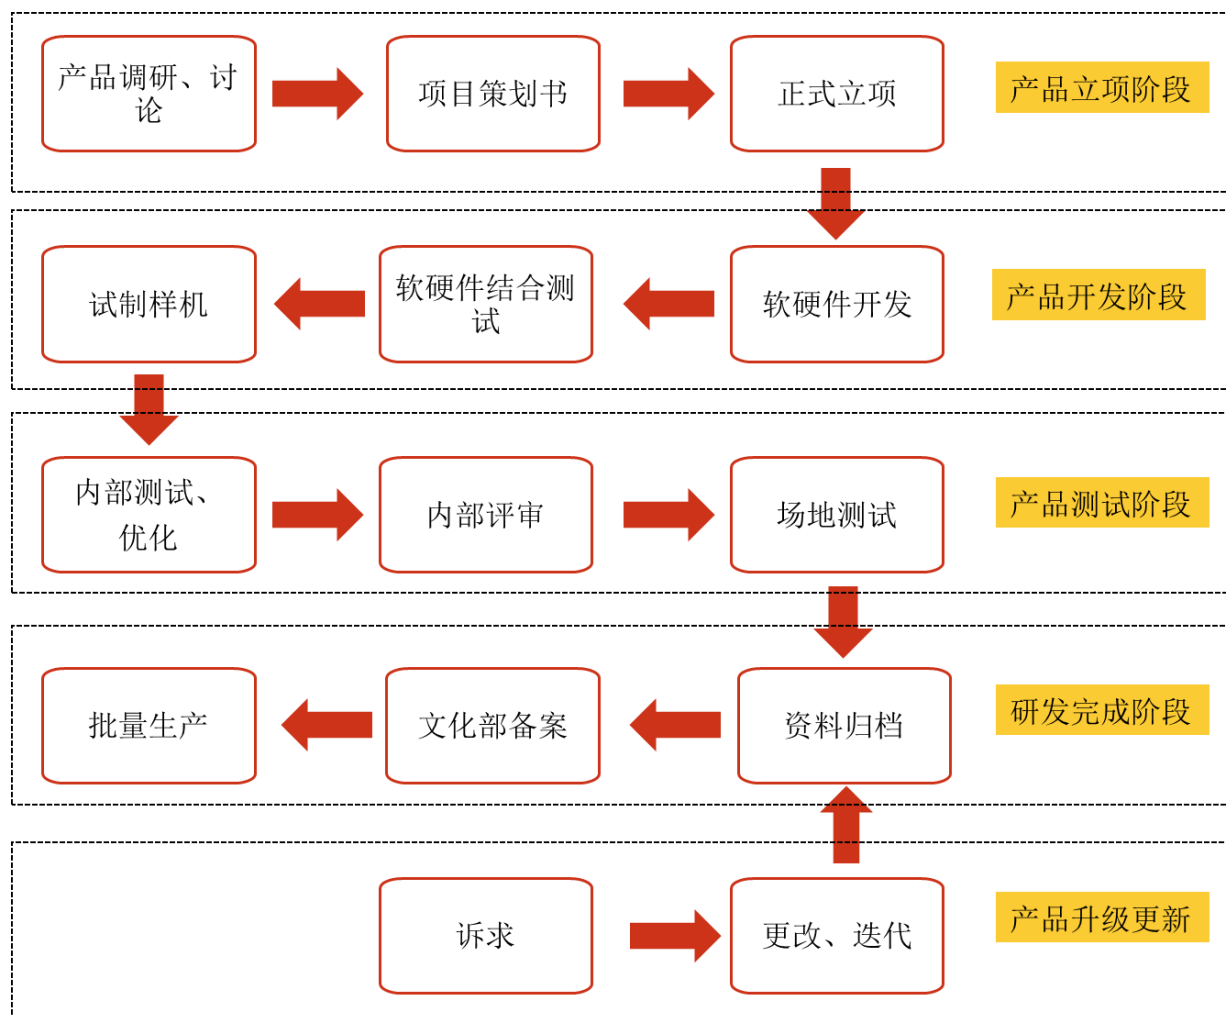 产品调研、讨
论
项目策划书
正式立项
产品立项阶段
试制样机
软硬件结合测
试
软硬件开发
产品开发阶段
内部测试、
优化
内部评审
场地测试
产品测试阶段
批量生产
文化部备案
资料归档
研发完成阶段
诉求
更改、迭代
产品升级更新